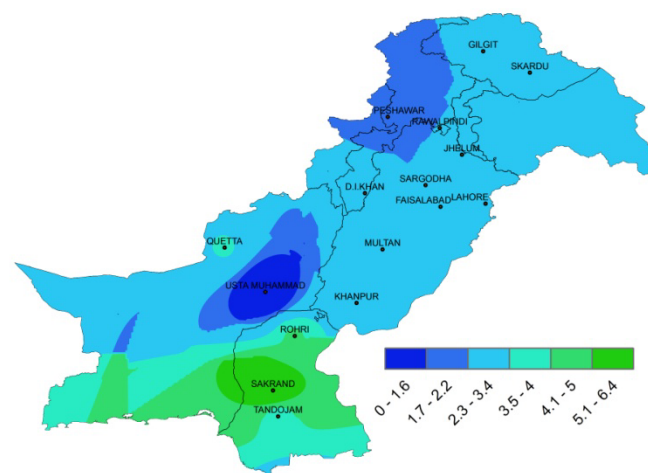 GILGIT
SKARDU
PESHAWAR
RAWALPINDI
JHELUM
SARGODHA
D.I.KHAN
FAISALABAD
LAHORE
QUETTA
MULTAN
USTA MUHAMMAD
KHANPUR
ROHRI
SAKRAND
TANDOJAM
0 - 1.6
1.7 - 2.2
2.3 - 3.4
3.5 - 4
4.1 - 5
5.1 - 6.4